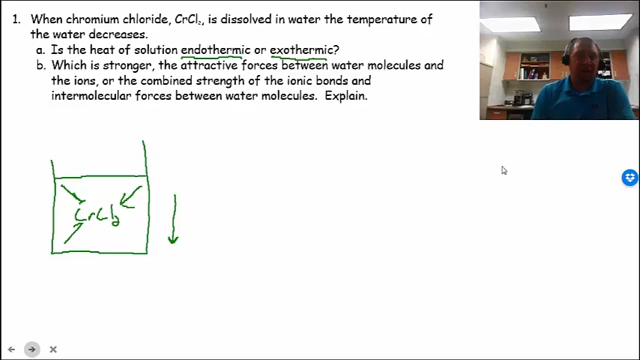 1. When chromium chloride, CrCl₂, is dissolved in water the temperature of
the water decreases.
a. Is the heat of solution endothermic or exothermic?
b. Which is stronger, the attractive forces between water molecules and
the ions, or the combined strength of the ionic bonds and
intermolecular forces between water molecules. Explain.
CrCl₂